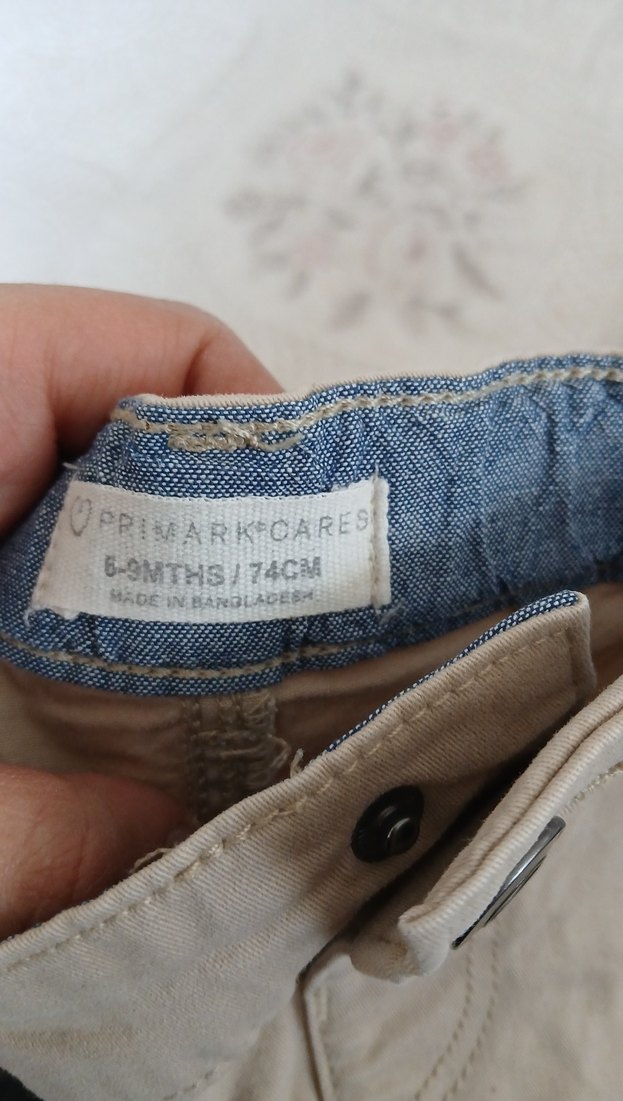 PRIMARK® CARES
6-9MTHS / 74CM
MADE IN BANGLADESH